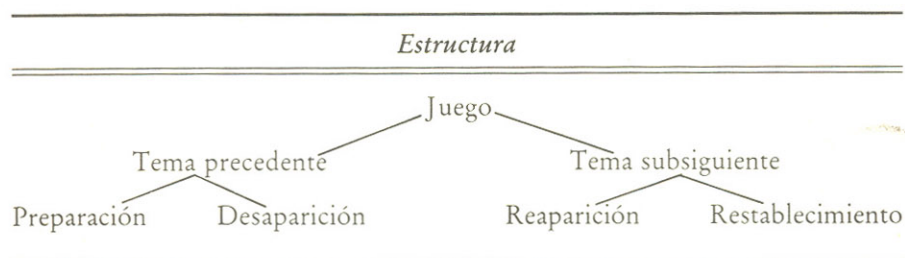 Estructura
Juego
Tema precedente Tema subsiguiente
Preparación Desaparición Reaparición Restablecimiento